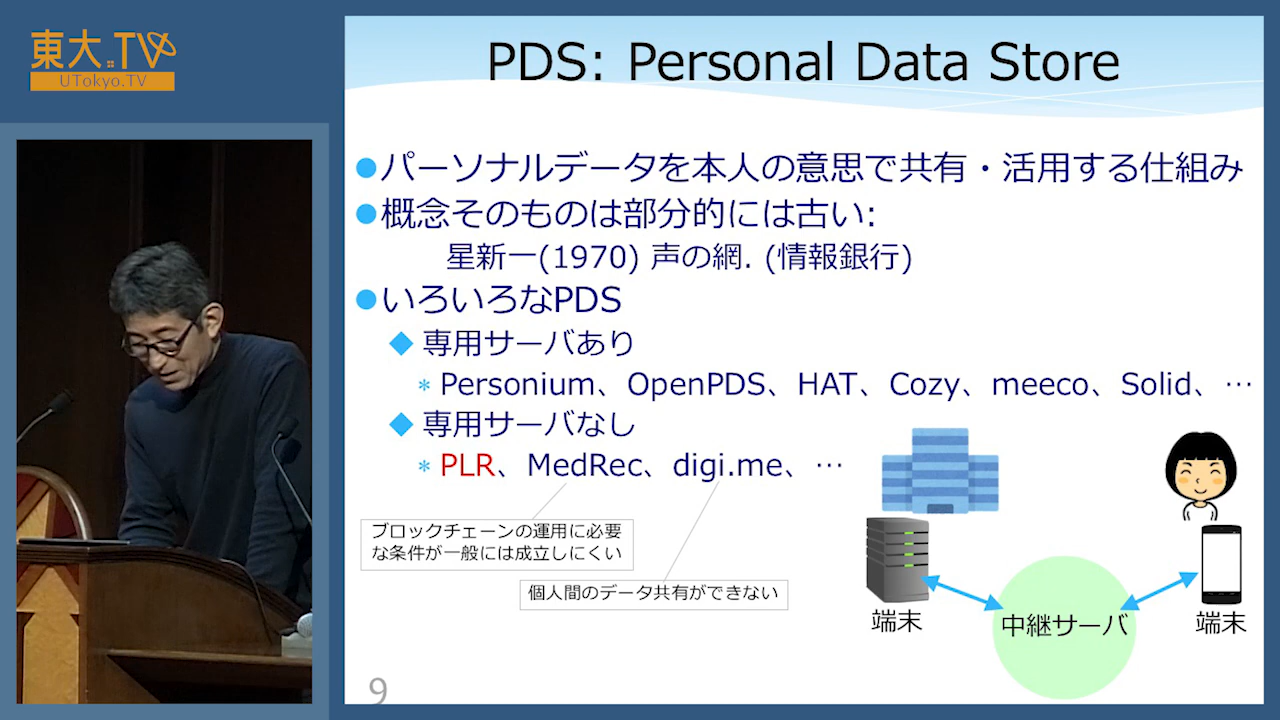 東大.TV
UTokyo.TV
PDS: Personal Data Store
パーソナルデータを本人の意思で共有・活用する仕組み
概念そのものは部分的には古い:
星新一(1970) 声の網. (情報銀行)
いろいろなPDS
専用サーバあり
* Personium、OpenPDS、HAT、Cozy、meeco、Solid、…
専用サーバなし
* PLR、MedRec、digi.me、…
ブロックチェーンの運用に必要
な条件が一般には成立しにくい
個人間のデータ共有ができない
端末
中継サーバ
端末
9